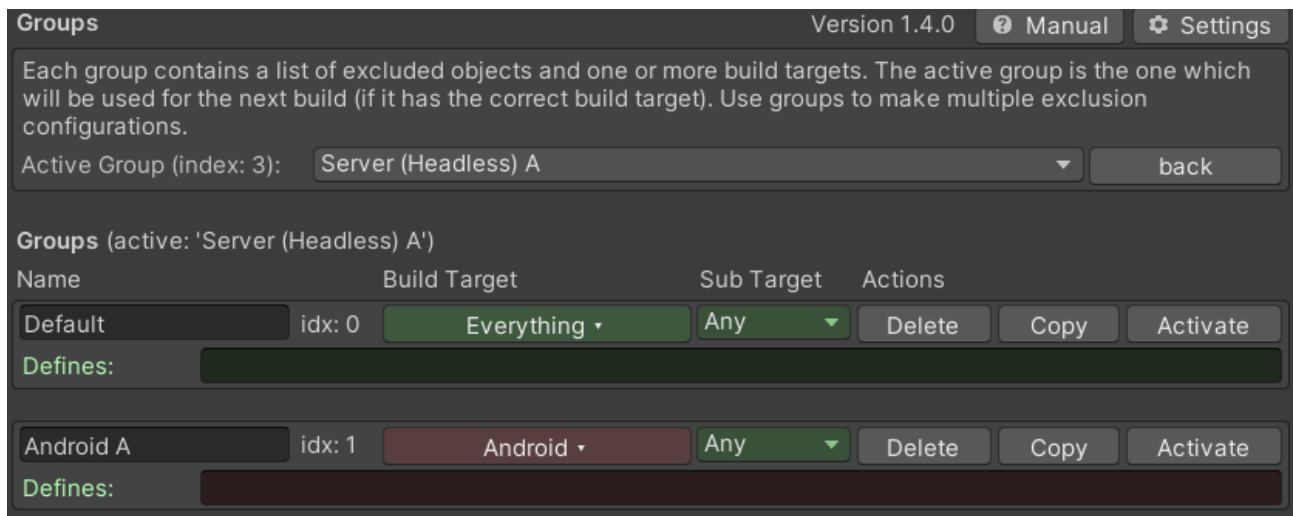 Groups Version 1.4.0 Manual Settings
Each group contains a list of excluded objects and one or more build targets. The active group is the one which
will be used for the next build (if it has the correct build target). Use groups to make multiple exclusion
configurations.
Active Group (index: 3): Server (Headless) A back
Groups (active: 'Server (Headless) A')
Name Build Target Sub Target Actions
Default idx: 0 Everything Any Delete Copy Activate
Defines:
Android A idx: 1 Android Any Delete Copy Activate
Defines: